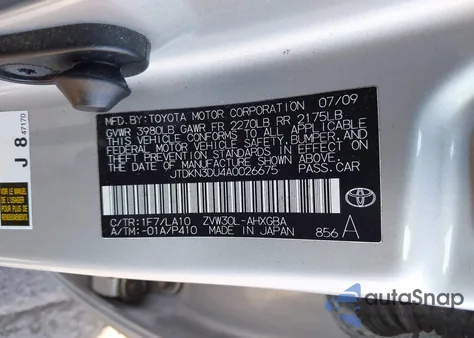 MFD.BY:TOYOTA MOTOR CORPORATION 07/09
GVWR 3980LB GAWR FR 2270LB RR 2175LB
THIS VEHICLE CONFORMS TO ALL APPLICABLE
FEDERAL MOTOR VEHICLE SAFETY, BUMPER, AND
THEFT PREVENTION STANDARDS IN EFFECT ON
THE DATE OF MANUFACTURE SHOWN ABOVE.
JTDKN3DU4A0026675 PASS.CAR
C/TR:1F7/LA10 ZVW30L-AHXGBA
A/TM:-01A/P410 MADE IN JAPAN 856 A
J 8 47170
autoSnap